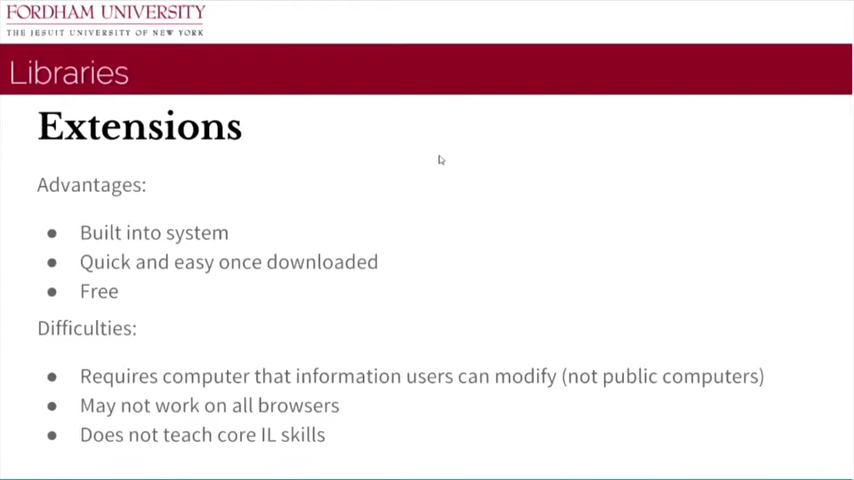 FORDHAM UNIVERSITY
THE JESUIT UNIVERSITY OF NEW YORK
Libraries
Extensions
Advantages:
● Built into system
● Quick and easy once downloaded
● Free
Difficulties:
● Requires computer that information users can modify (not public computers)
● May not work on all browsers
● Does not teach core IL skills